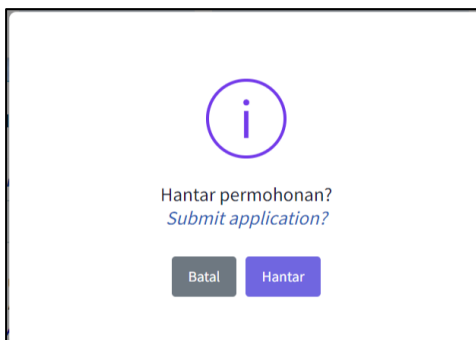 Hantar permohonan?
Submit application?
Batal Hantar